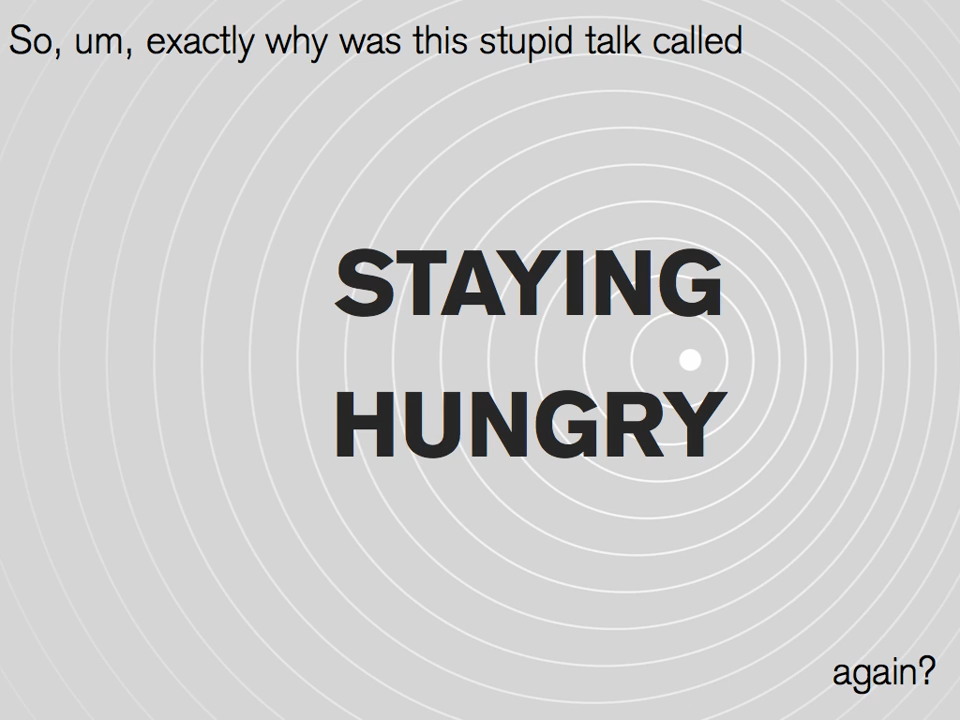 So, um, exactly why was this stupid talk called
STAYING
HUNGRY
again?